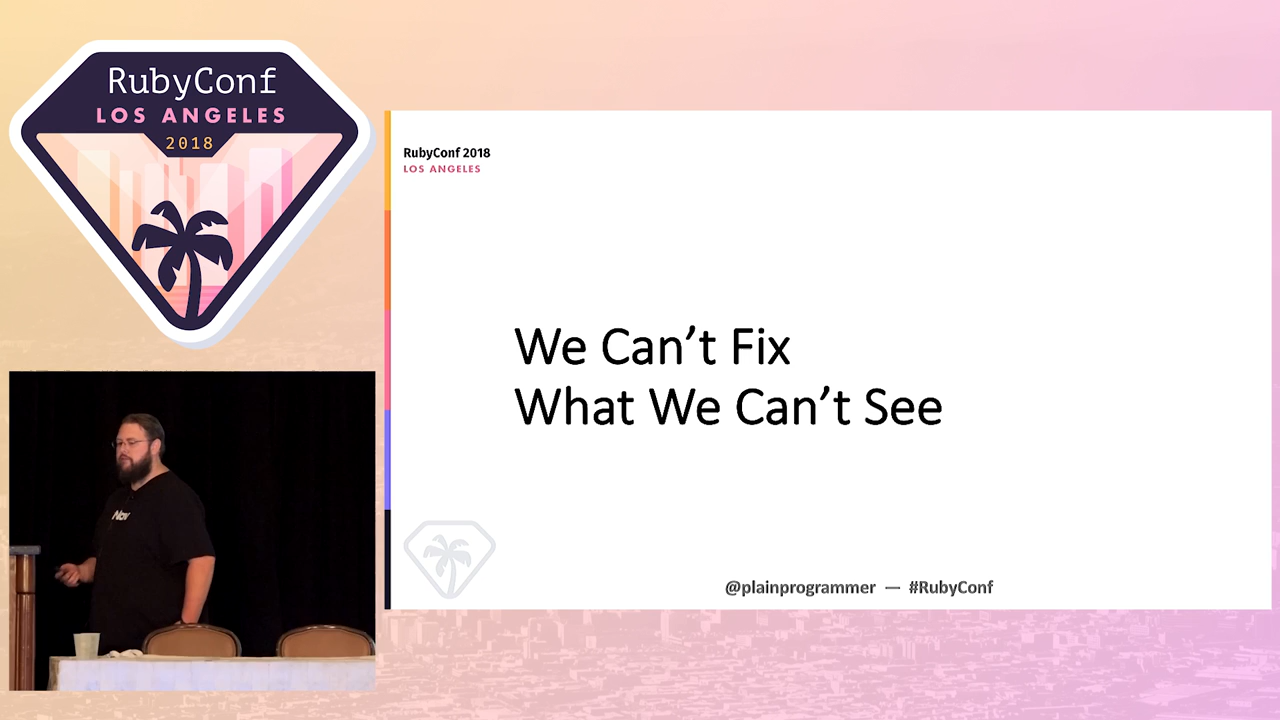 RubyConf
LOS ANGELES
2018
RubyConf 2018
LOS ANGELES
We Can’t Fix
What We Can’t See
@plainprogrammer — #RubyConf